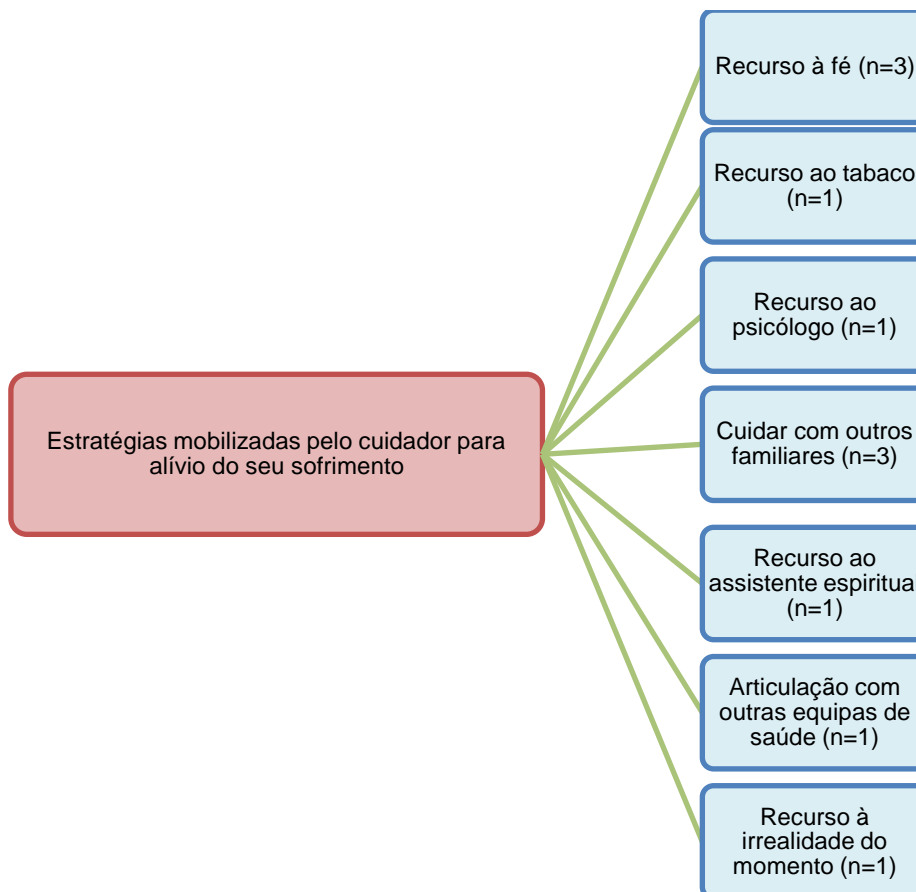 Recurso à fé (n=3)
Recurso ao tabaco
(n=1)
Recurso ao
psicólogo (n=1)
Estratégias mobilizadas pelo cuidador para
alívio do seu sofrimento
Cuidar com outros
familiares (n=3)
Recurso ao
assistente espiritual
(n=1)
Articulação com
outras equipas de
saúde (n=1)
Recurso à
irrealidade do
momento (n=1)